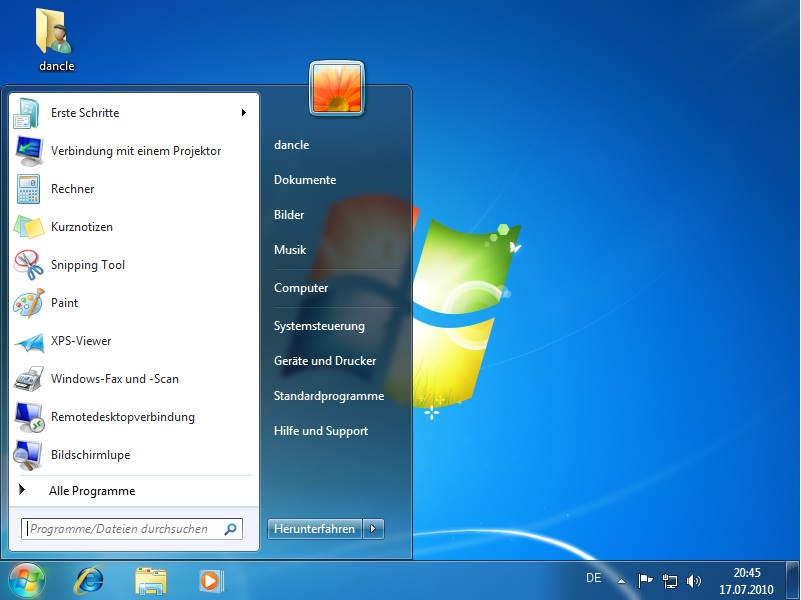 dancle
Erste Schritte
Verbindung mit einem Projektor
Rechner
Kurznotizen
Snipping Tool
Paint
XPS-Viewer
Windows-Fax und -Scan
Remotedesktopverbindung
Bildschirmlupe
Alle Programme
Programme/Dateien durchsuchen
dancle
Dokumente
Bilder
Musik
Computer
Systemsteuerung
Geräte und Drucker
Standardprogramme
Hilfe und Support
Herunterfahren
DE
20:45
17.07.2010